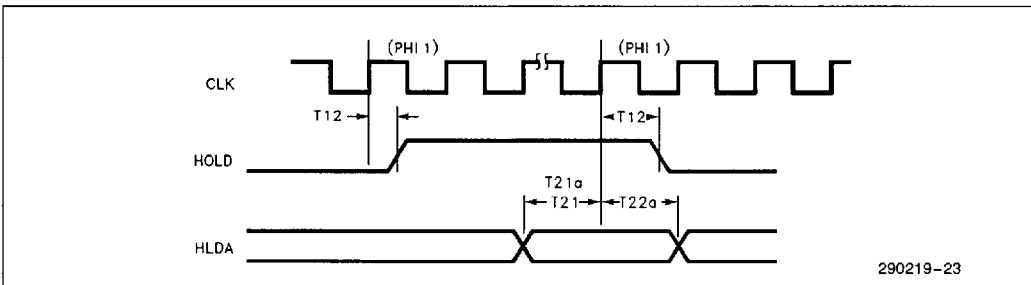 (PHI 1) (PHI 1)
CLK
T12 T12
HOLD
T21a
T21 T22a
HLDA
290219-23